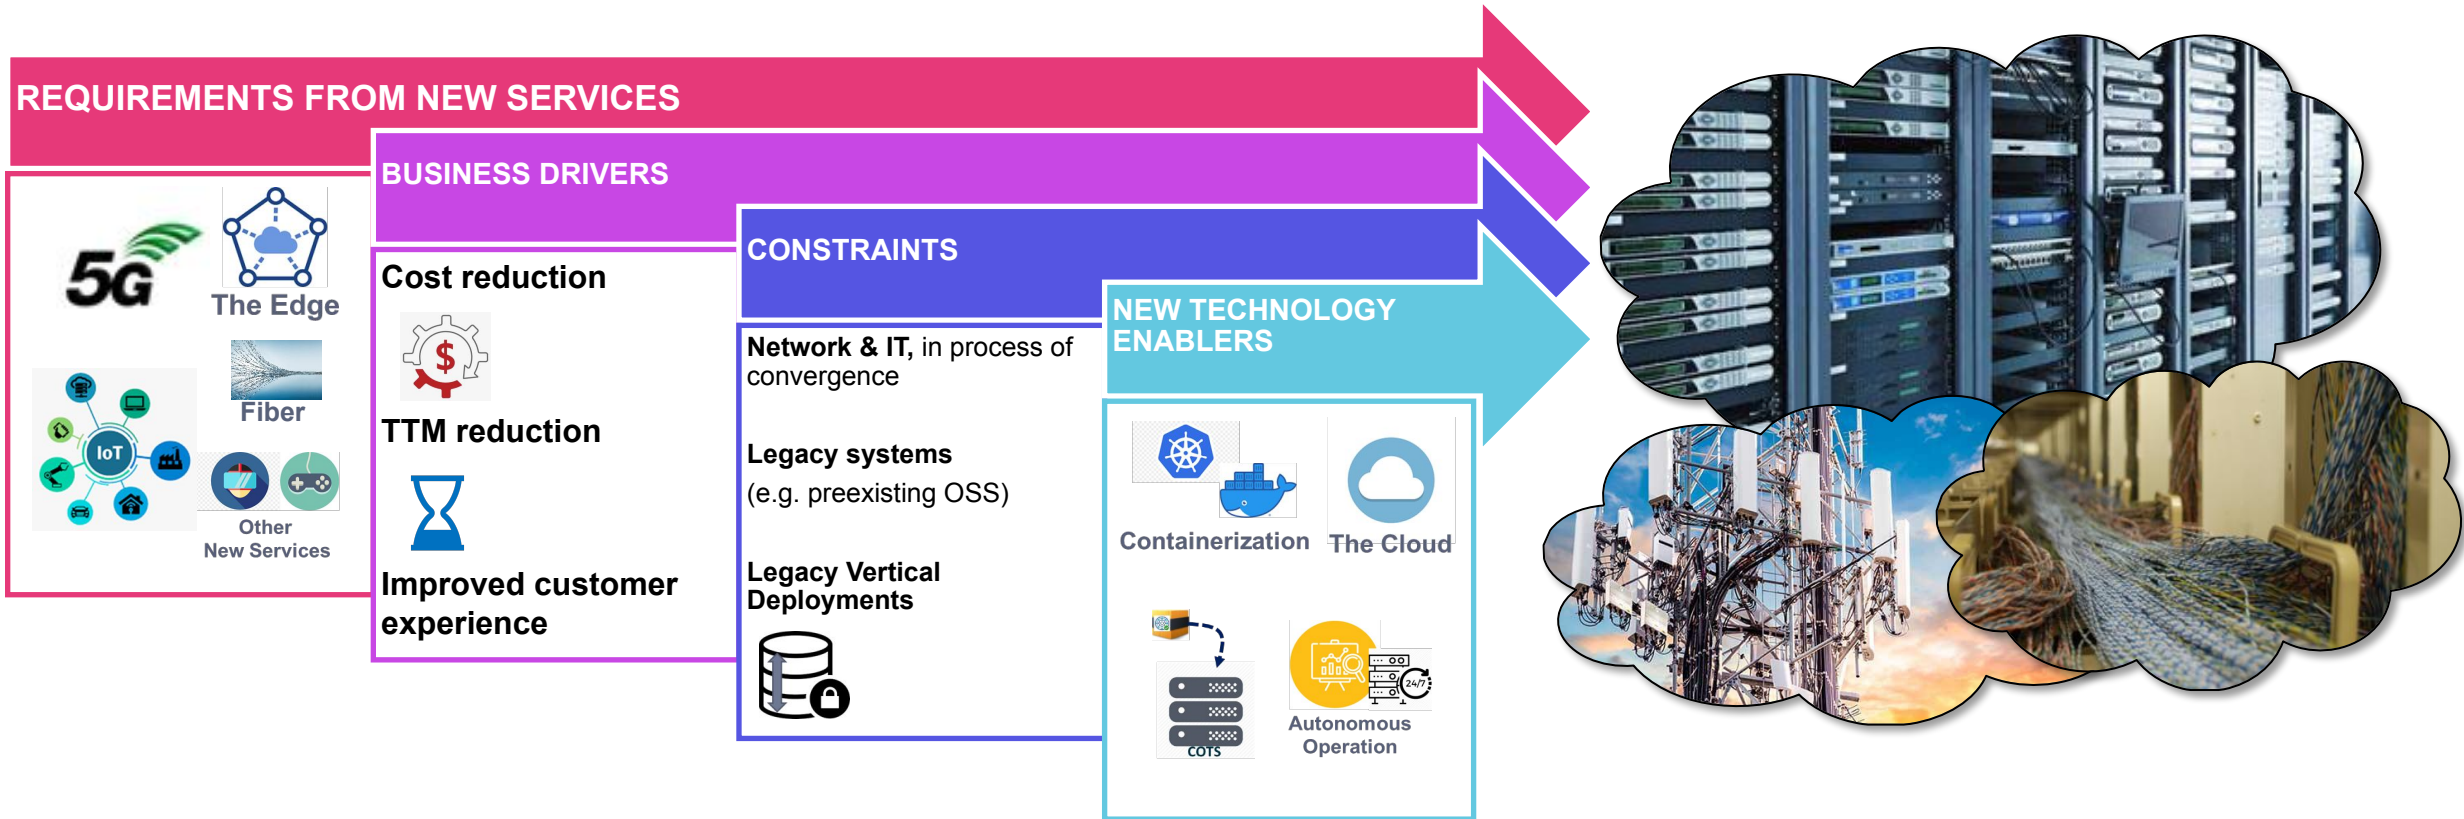 REQUIREMENTS FROM NEW SERVICES
5G
The Edge
Fiber
IoT
Other
New Services
BUSINESS DRIVERS
Cost reduction
$
TTM reduction
Improved customer
experience
CONSTRAINTS
Network & IT, in process of
convergence
Legacy systems
(e.g. preexisting OSS)
Legacy Vertical
Deployments
NEW TECHNOLOGY
ENABLERS
Containerization
The Cloud
COTS
24/7
Autonomous
Operation